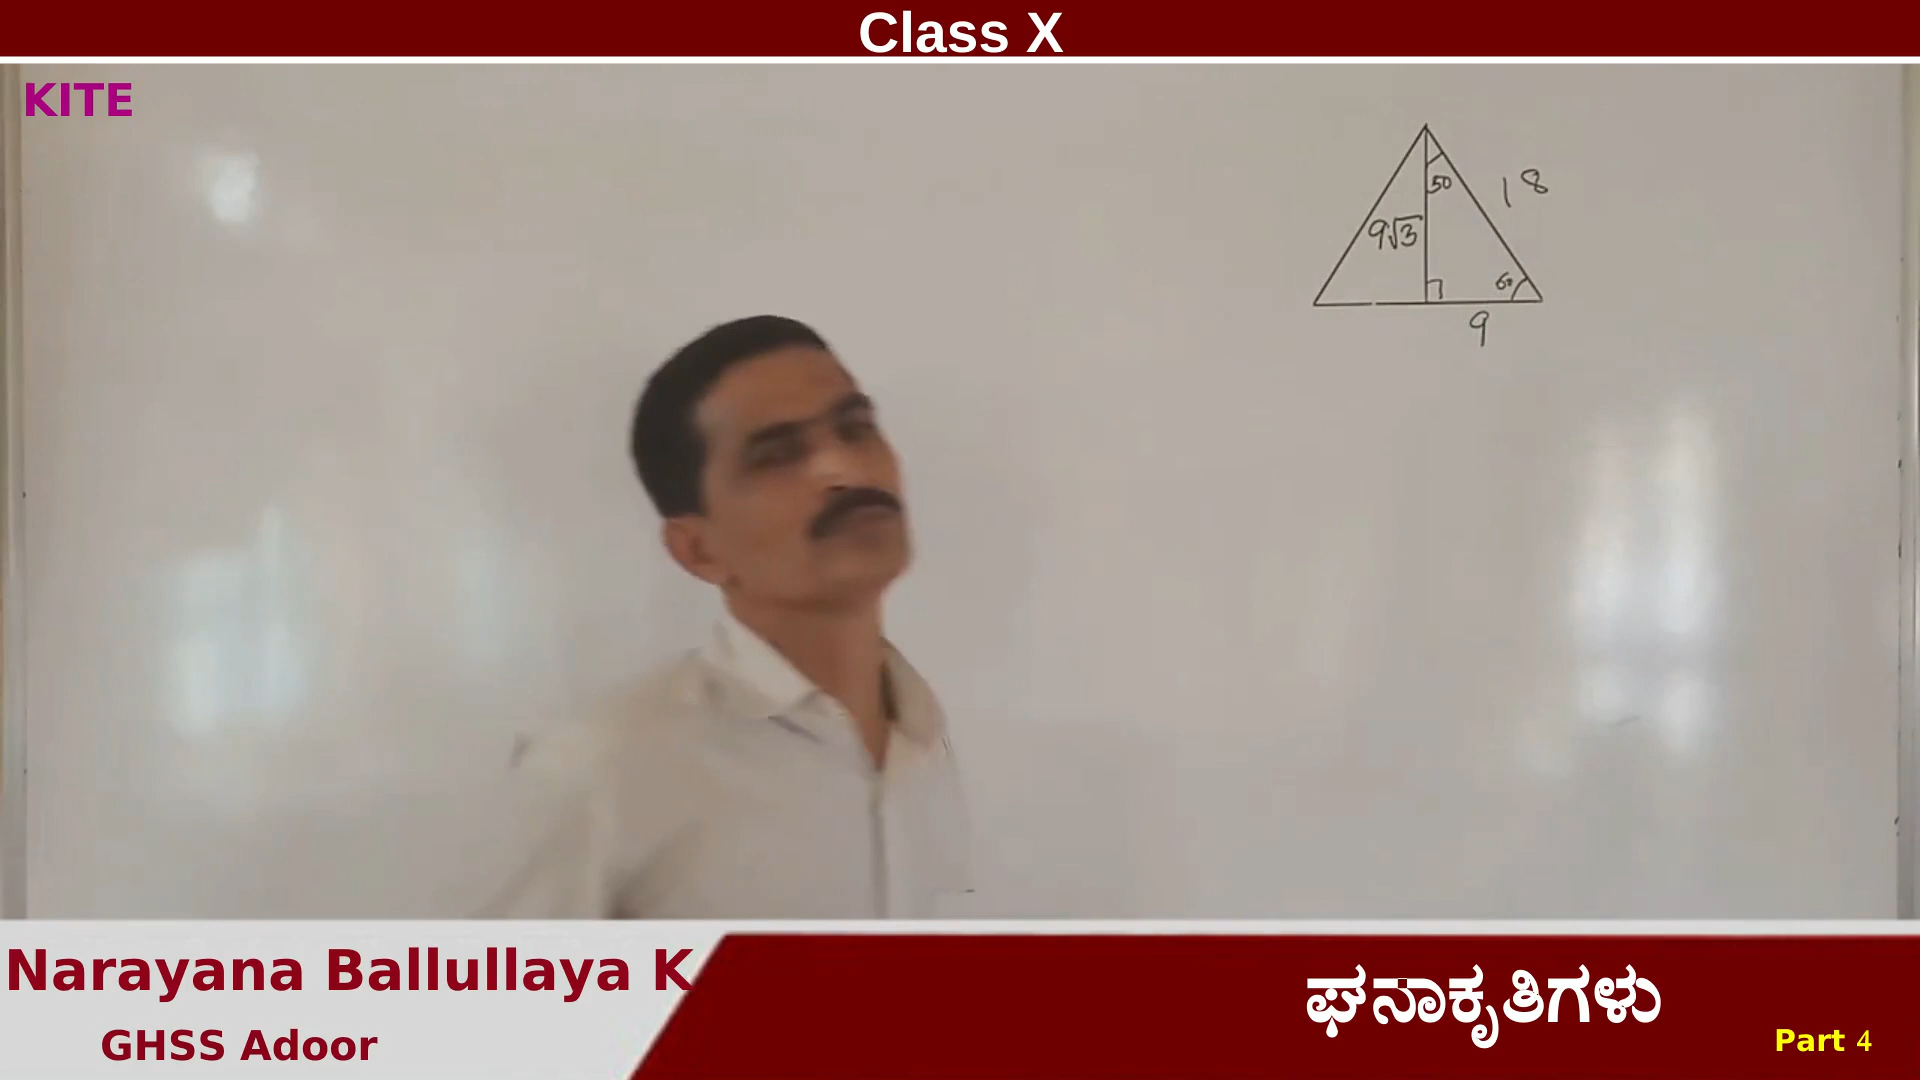 Class X
KITE
50
18
9√3
60
9
Narayana Ballullaya K
GHSS Adoor
ಘನಾಕೃತಿಗಳು
Part 4